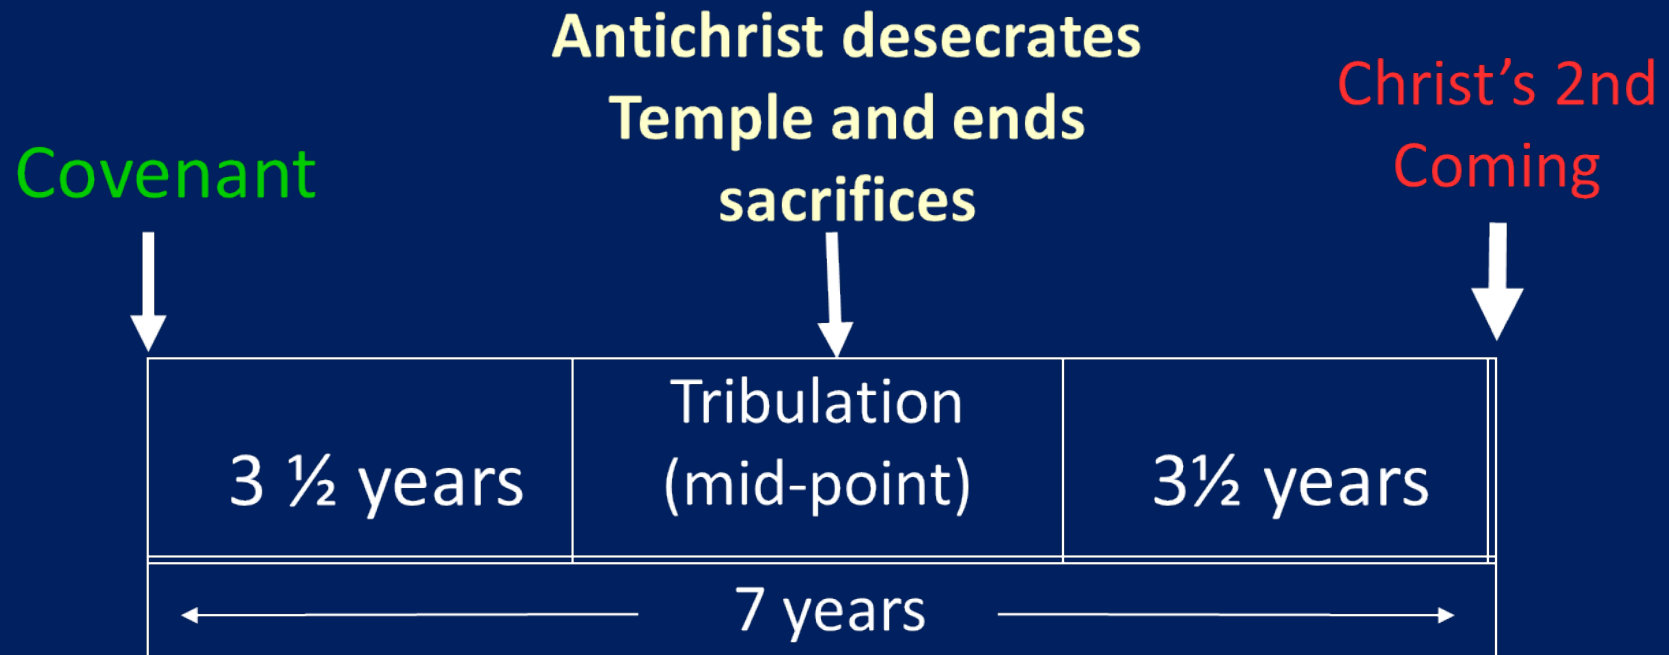 Antichrist desecrates
Temple and ends
sacrifices
Covenant
Christ’s 2nd
Coming
3 ½ years
Tribulation
(mid-point)
3½ years
7 years